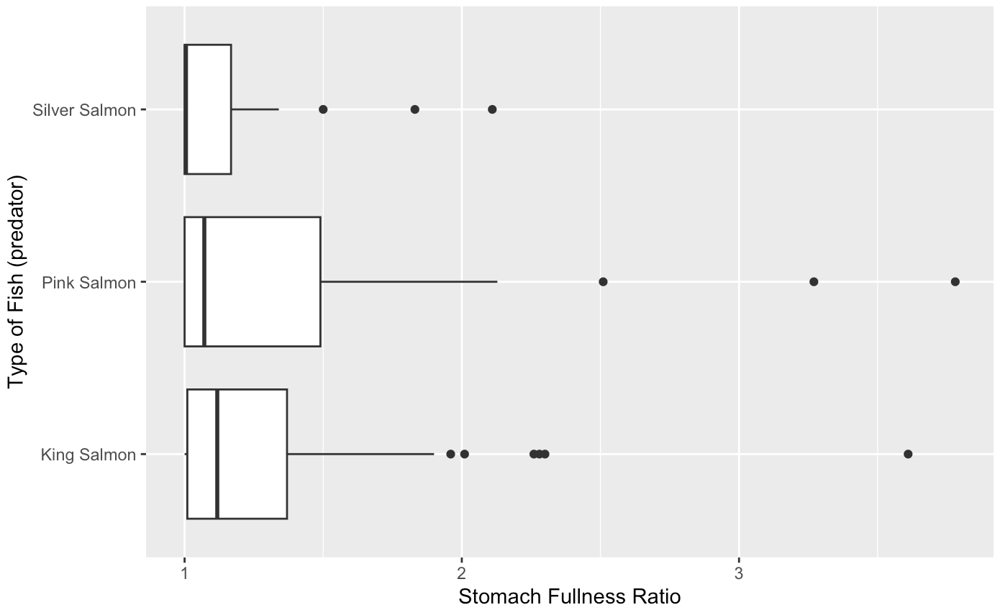 Type of Fish (predator)
Silver Salmon
Pink Salmon
King Salmon
1 2 3
Stomach Fullness Ratio